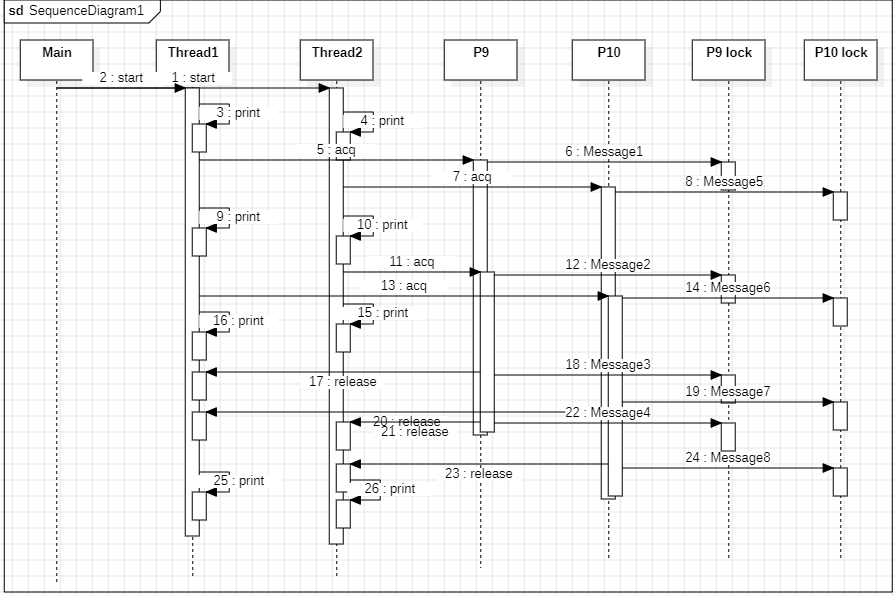 sd SequenceDiagram1
Main
Thread1
Thread2
P9
P10
P9 lock
P10 lock
2 : start
1 : start
3 : print
4 : print
5 : acq
6 : Message1
7 : acq
8 : Message5
9 : print
10 : print
11 : acq
12 : Message2
13 : acq
14 : Message6
15 : print
16 : print
17 : release
18 : Message3
19 : Message7
20 : release
21 : release
22 : Message4
23 : release
24 : Message8
25 : print
26 : print